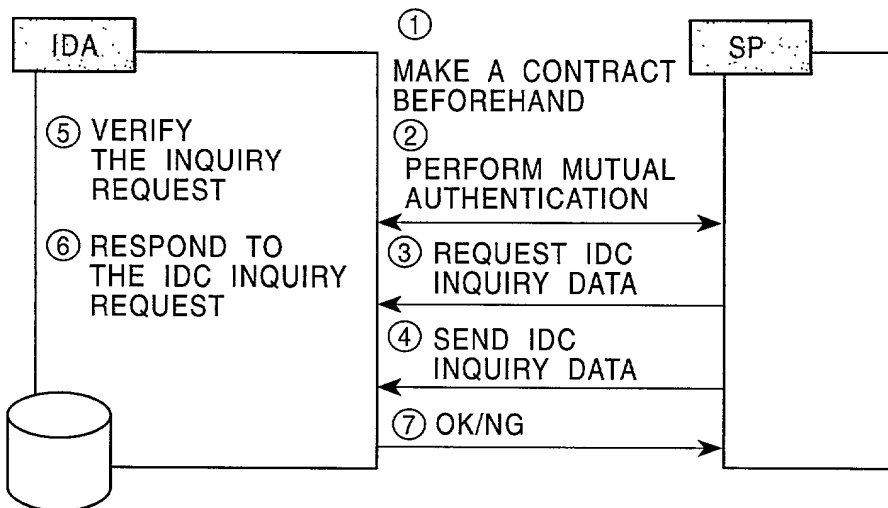 IDA
SP
①
MAKE A CONTRACT
BEFOREHAND
②
PERFORM MUTUAL
AUTHENTICATION
③ REQUEST IDC
INQUIRY DATA
④ SEND IDC
INQUIRY DATA
⑤ VERIFY
THE INQUIRY
REQUEST
⑥ RESPOND TO
THE IDC INQUIRY
REQUEST
⑦ OK/NG